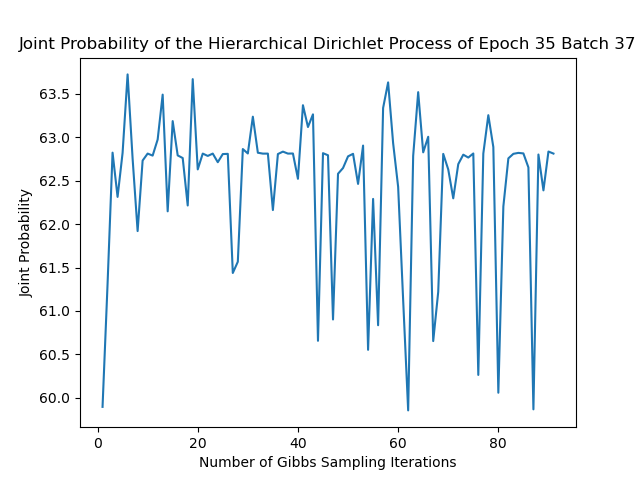 Joint Probability of the Hierarchical Dirichlet Process of Epoch 35 Batch 37
63.5
63.0
62.5
62.0
61.5
61.0
60.5
60.0
Joint Probability
0 20 40 60 80
Number of Gibbs Sampling Iterations